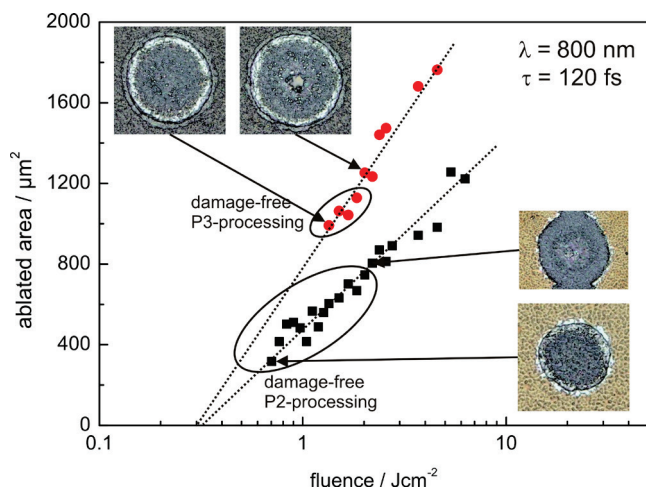 2000
1600
1200
800
400
0
ablated area / µm²
λ = 800 nm
τ = 120 fs
damage-free
P3-processing
damage-free
P2-processing
0.1
1
10
fluence / Jcm⁻²